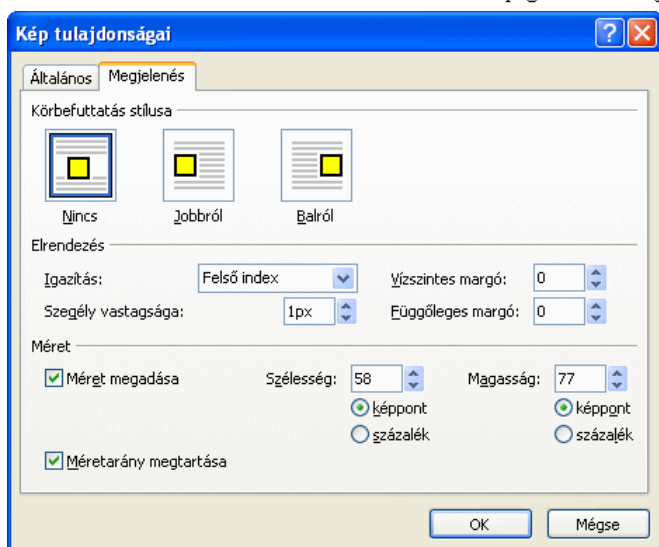 Kép tulajdonságai
Általános Megjelenés
Körbefuttatás stílusa
Nincs Jobbról Balról
Elrendezés
Igazítás: Felső index Vízszintes margó: 0
Szegély vastagsága: 1px Függőleges margó: 0
Méret
Méret megadása Szélesség: 58 Magasság: 77
képpont képpont
százalék százalék
Méretarány megtartása
OK Mégse